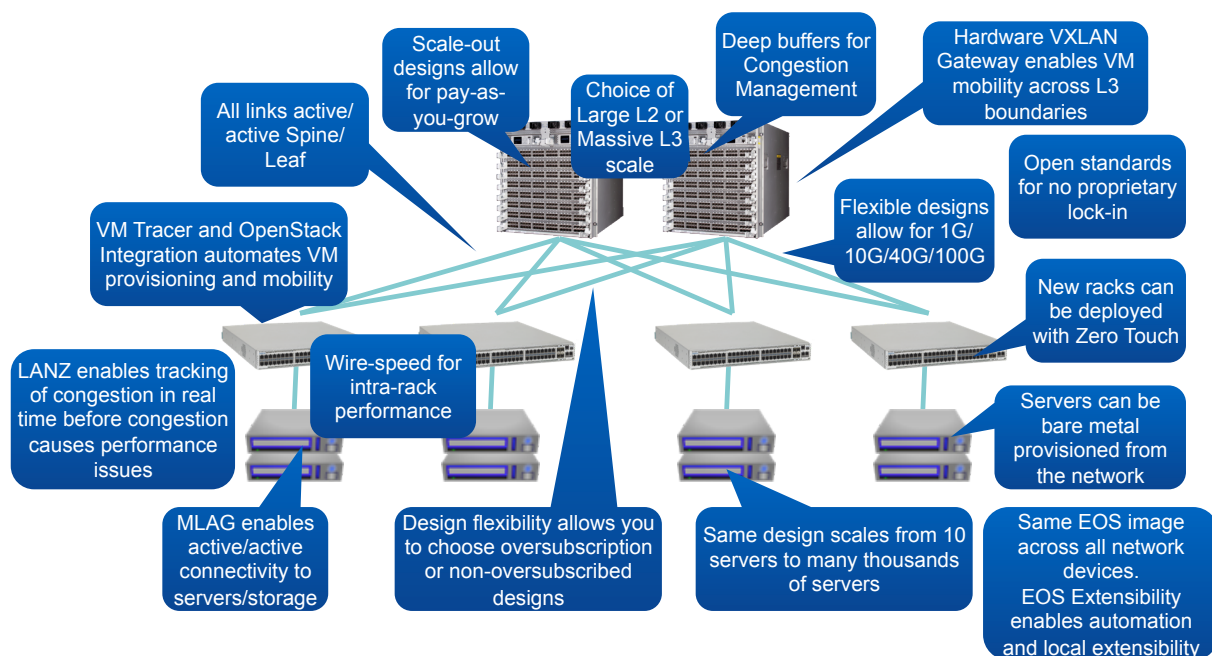 Scale-out
designs allow
for pay-as-
you-grow
Deep buffers for
Congestion
Management
Hardware VXLAN
Gateway enables VM
mobility across L3
boundaries
All links active/
active Spine/
Leaf
Choice of
Large L2 or
Massive L3
scale
Open standards
for no proprietary
lock-in
VM Tracer and OpenStack
Integration automates VM
provisioning and mobility
Flexible designs
allow for 1G/
10G/40G/100G
New racks can
be deployed
with Zero Touch
LANZ enables tracking
of congestion in real
time before congestion
causes performance
issues
Wire-speed for
intra-rack
performance
Servers can be
bare metal
provisioned from
the network
MLAG enables
active/active
connectivity to
servers/storage
Design flexibility allows you
to choose oversubscription
or non-oversubscribed
designs
Same design scales from 10
servers to many thousands
of servers
Same EOS image
across all network
devices.
EOS Extensibility
enables automation
and local extensibility